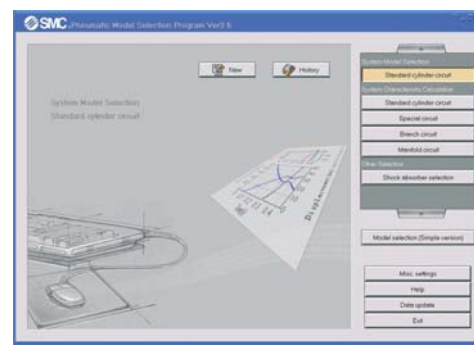 SMC Pneumatic Model Selection Program Ver3.5
New
History
System Model Selection
Standard cylinder circuit
System Model Selection
Standard cylinder circuit
System Characteristic Calculation
Standard cylinder circuit
Special circuit
Branch circuit
Manifold circuit
Other Selection
Shock absorber selection
Model selection (Simple version)
Misc. settings
Help
Data update
Exit